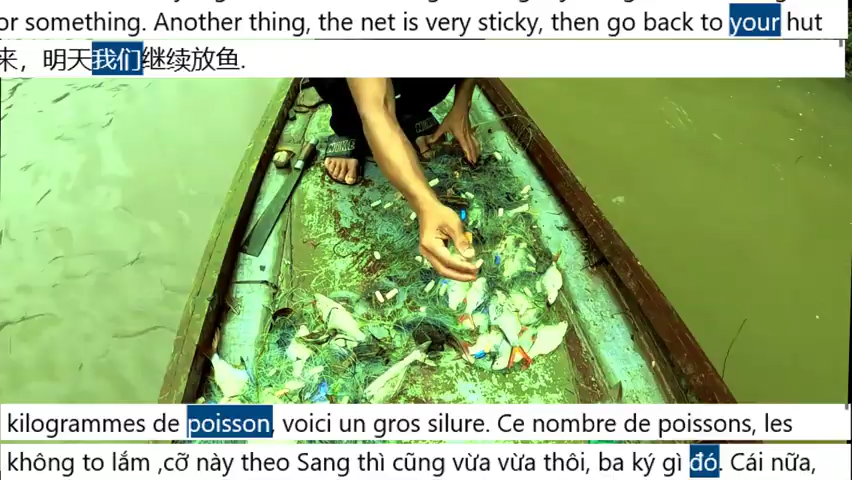 or something. Another thing, the net is very sticky, then go back to your hut
来，明天我们继续放鱼.
NIKE
kilogrammes de poisson, voici un gros silure. Ce nombre de poissons, les
không to lắm ,cỡ này theo Sang thì cũng vừa vừa thôi, ba ký gì đó. Cái nữa,